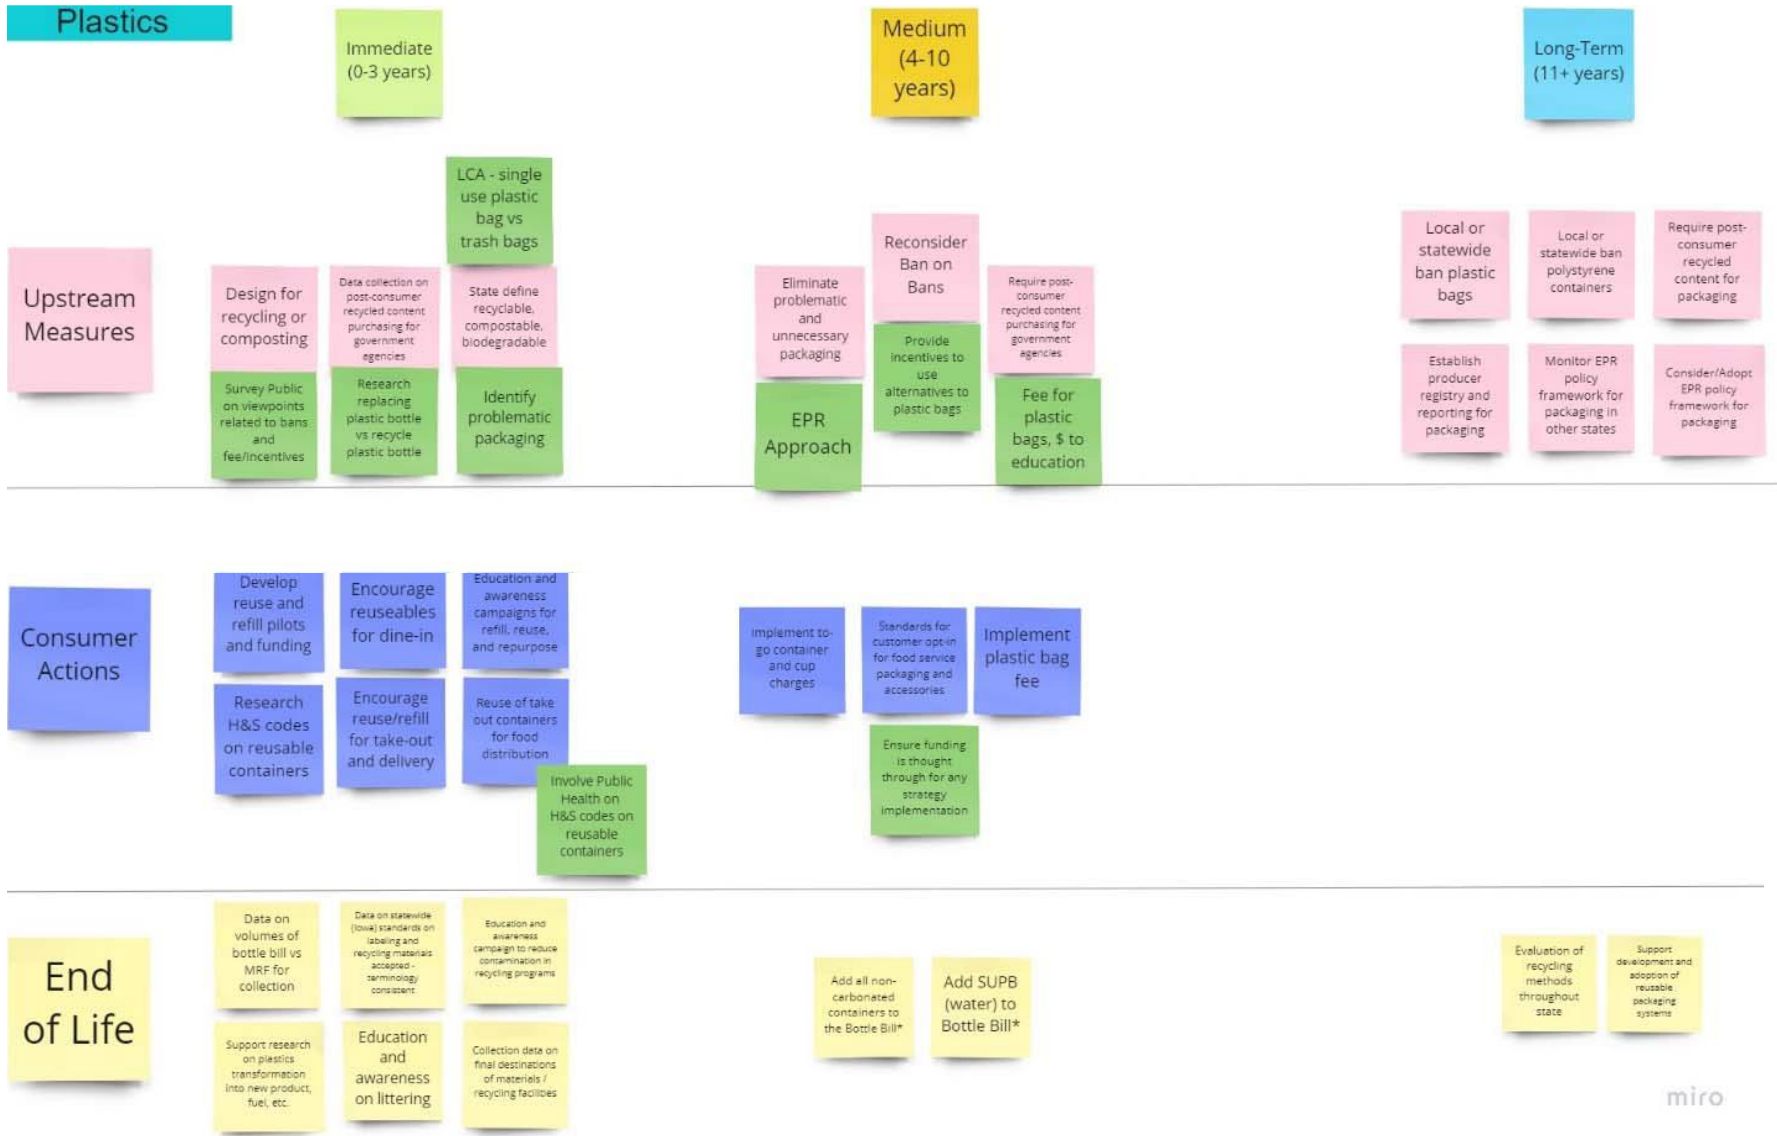 Plastics
Immediate
(0-3 years)
Medium
(4-10
years)
Long-Term
(11+ years)
Upstream
Measures
LCA - single
use plastic
bag vs
trash bags
Design for
recycling or
composting
Data collection on
post-consumer
recycled content
purchasing for
government
agencies
State define
recyclable,
compostable,
biodegradable
Survey Public
on viewpoints
related to bans
and
fee/incentives
Research
replacing
plastic bottle
vs recycle
plastic bottle
Identify
problematic
packaging
Eliminate
problematic
and
unnecessary
packaging
Reconsider
Ban on
Bans
Require post-
consumer
recycled content
purchasing for
government
agencies
EPR
Approach
Provide
incentives to
use
alternatives to
plastic bags
Fee for
plastic
bags, $ to
education
Local or
statewide
ban plastic
bags
Local or
statewide ban
polystyrene
containers
Require post-
consumer
recycled
content for
packaging
Establish
producer
registry and
reporting for
packaging
Monitor EPR
policy
framework for
packaging in
other states
Consider/Adopt
EPR policy
framework for
packaging
Consumer
Actions
Develop
reuse and
refill pilots
and funding
Encourage
reuseables
for dine-in
Education and
awareness
campaigns for
refill, reuse,
and repurpose
Research
H&S codes
on reusable
containers
Encourage
reuse/refill
for take-out
and delivery
Reuse of take
out containers
for food
distribution
Involve Public
Health on
H&S codes on
reusable
containers
Implement to-
go container
and cup
charges
Standards for
customer opt-in
for food service
packaging and
accessories
Implement
plastic bag
fee
Ensure funding
is thought
through for any
strategy
implementation
End
of Life
Data on
volumes of
bottle bill vs
MRF for
collection
Data on statewide
(Iowa) standards on
labeling and
recycling materials
accepted -
terminology
consistent
Education and
awareness
campaign to reduce
contamination in
recycling programs
Support research
on plastics
transformation
into new product,
fuel, etc.
Education
and
awareness
on littering
Collection data on
final destinations
of materials /
recycling facilities
Add all non-
carbonated
containers to
the Bottle Bill*
Add SUPB
(water) to
Bottle Bill*
Evaluation of
recycling
methods
throughout
state
Support
development and
adoption of
reusable
packaging
systems
miro